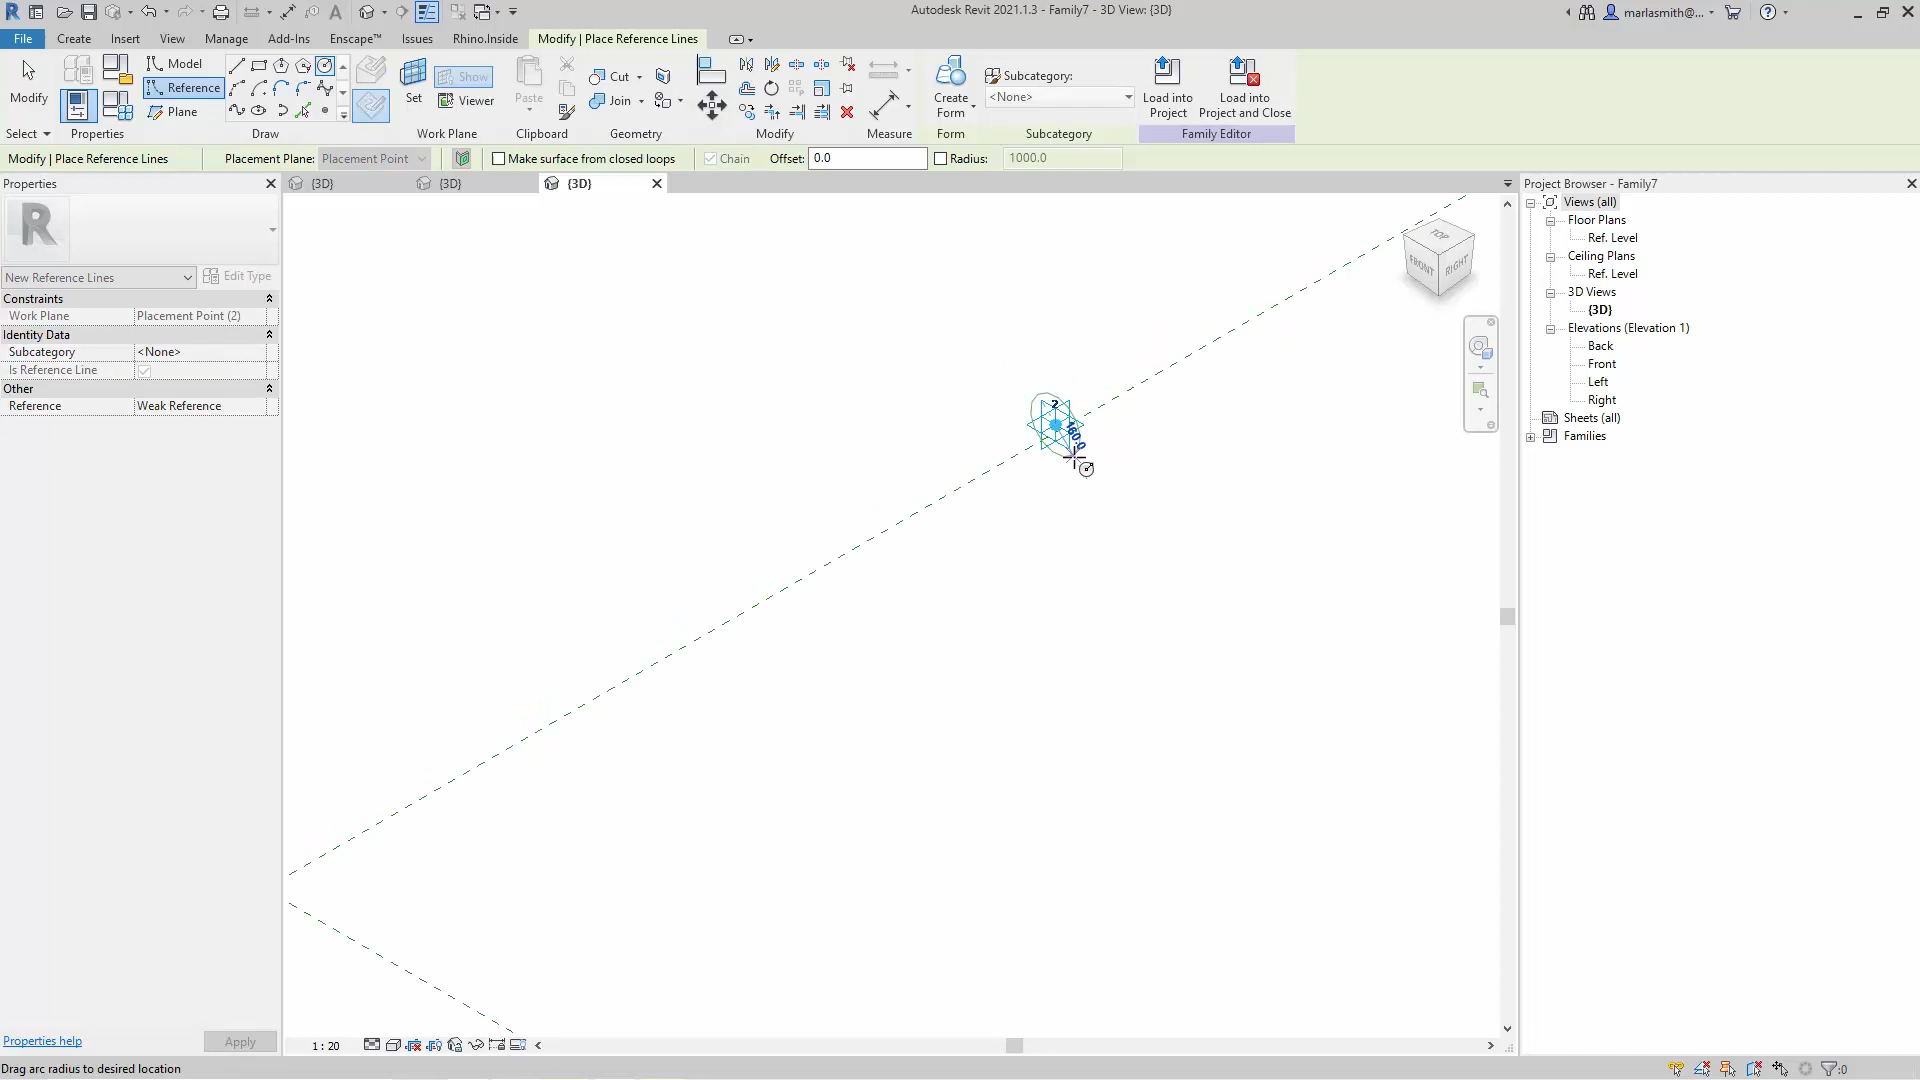 Autodesk Revit 2021.1.3 - Family7 - 3D View: {3D}
marlasmith@...
File
Create
Insert
View
Manage
Add-Ins
Enscape™
Issues
Rhino.Inside
Modify | Place Reference Lines
Modify
Model
Reference
Plane
Set
Show
Viewer
Paste
Cut
Join
Create
Form
Subcategory:
<None>
Load into
Project
Load into
Project and Close
Select
Properties
Draw
Work Plane
Clipboard
Geometry
Modify
Measure
Form
Subcategory
Family Editor
Modify | Place Reference Lines
Placement Plane:
Placement Point
Make surface from closed loops
Chain
Offset:
0.0
Radius:
1000.0
Properties
{3D}
{3D}
{3D}
Project Browser - Family7
R
New Reference Lines
Edit Type
Constraints
Work Plane
Placement Point (2)
Identity Data
Subcategory
<None>
Is Reference Line
Other
Reference
Weak Reference
TOP
FRONT
RIGHT
2
160.0
Views (all)
Floor Plans
Ref. Level
Ceiling Plans
Ref. Level
3D Views
{3D}
Elevations (Elevation 1)
Back
Front
Left
Right
Sheets (all)
Families
Properties help
Apply
1 : 20
Drag arc radius to desired location
:0